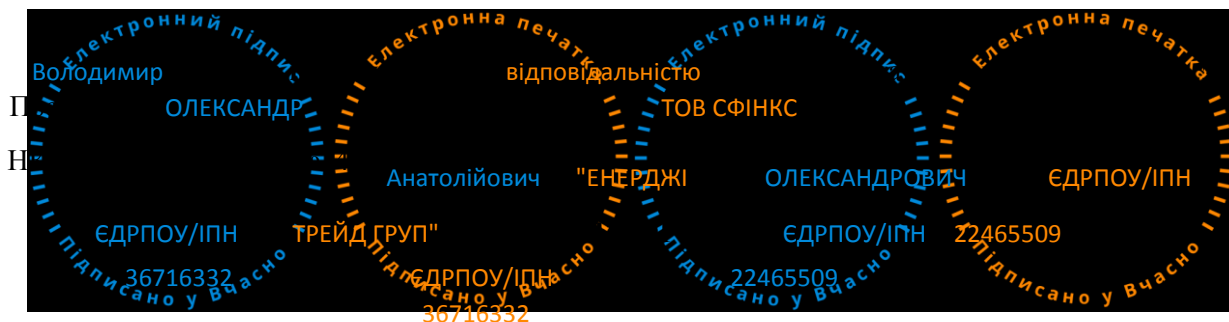 Електронний підпис Електронна печатка Електронний підпис Електронна печатка
Володимир відповідальністю
П ОЛЕКСАНДР ТОВ СФІНКС
Н
Анатолійович "ЕНЕРДЖІ ОЛЕКСАНДРОВИЧ ЄДРПОУ/ІПН
ЄДРПОУ/ІПН ТРЕЙД ГРУП" ЄДРПОУ/ІПН 22465509
36716332 ЄДРПОУ/ІПН 22465509
36716332
Підписано у Вчасно Підписано у Вчасно Підписано у Вчасно Підписано у Вчасно